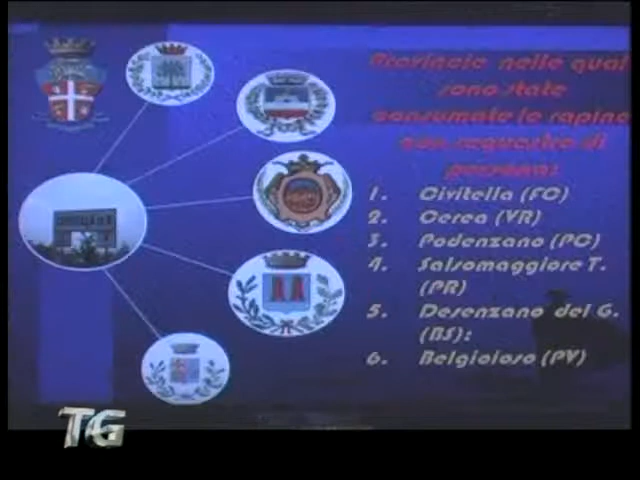 Provincie nelle quali
sono state
consumate le rapine
con sequestro di
persona:
1. Civitella (FC)
2. Cerea (VR)
3. Podenzano (PC)
4. Salsomaggiore T.
(PR)
5. Desenzano del G.
(BS):
6. Belgioioso (PV)
TG